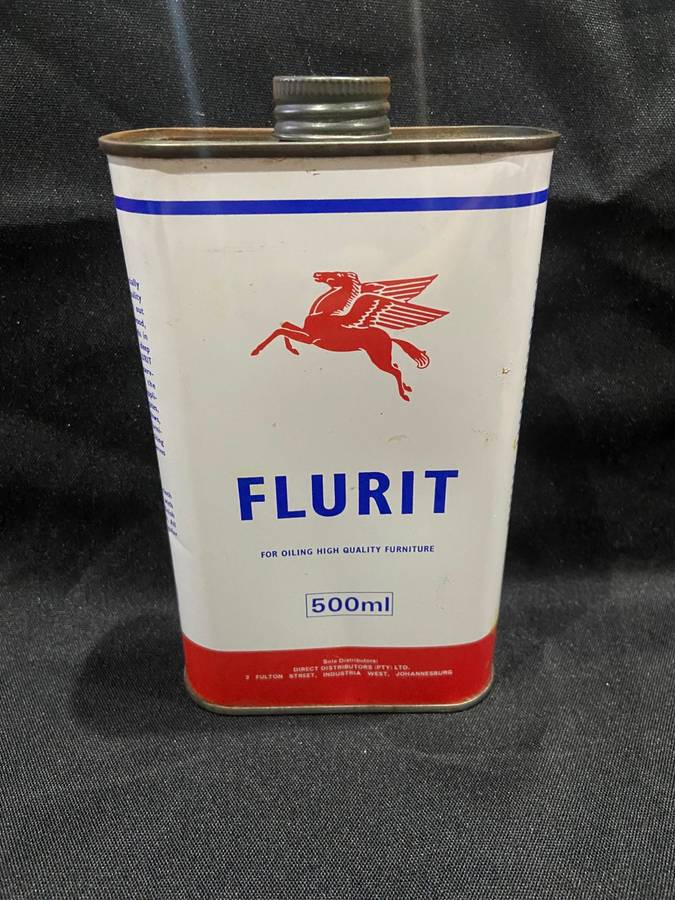 FLURIT
FOR OILING HIGH QUALITY FURNITURE
500ml
Sole Distributors:
DIRECT DISTRIBUTORS (PTY) LTD.
2 FULTON STREET, INDUSTRIA WEST, JOHANNESBURG